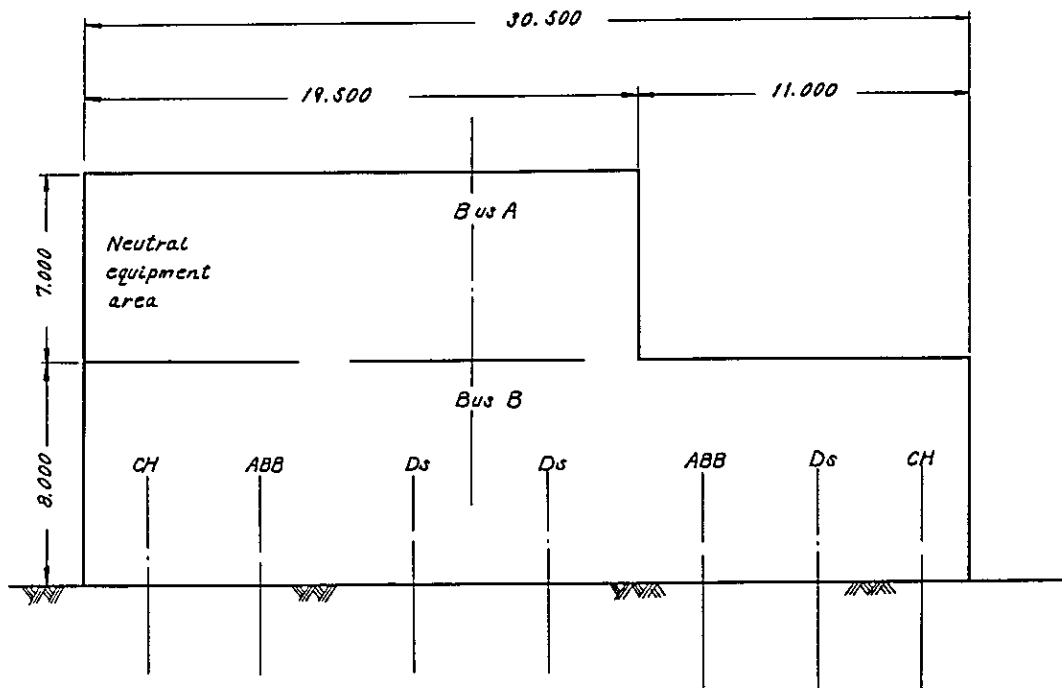 30.500
19.500
11.000
Bus A
Neutral
equipment
area
7.000
Bus B
8.000
CH
ABB
Ds
Ds
ABB
Ds
CH